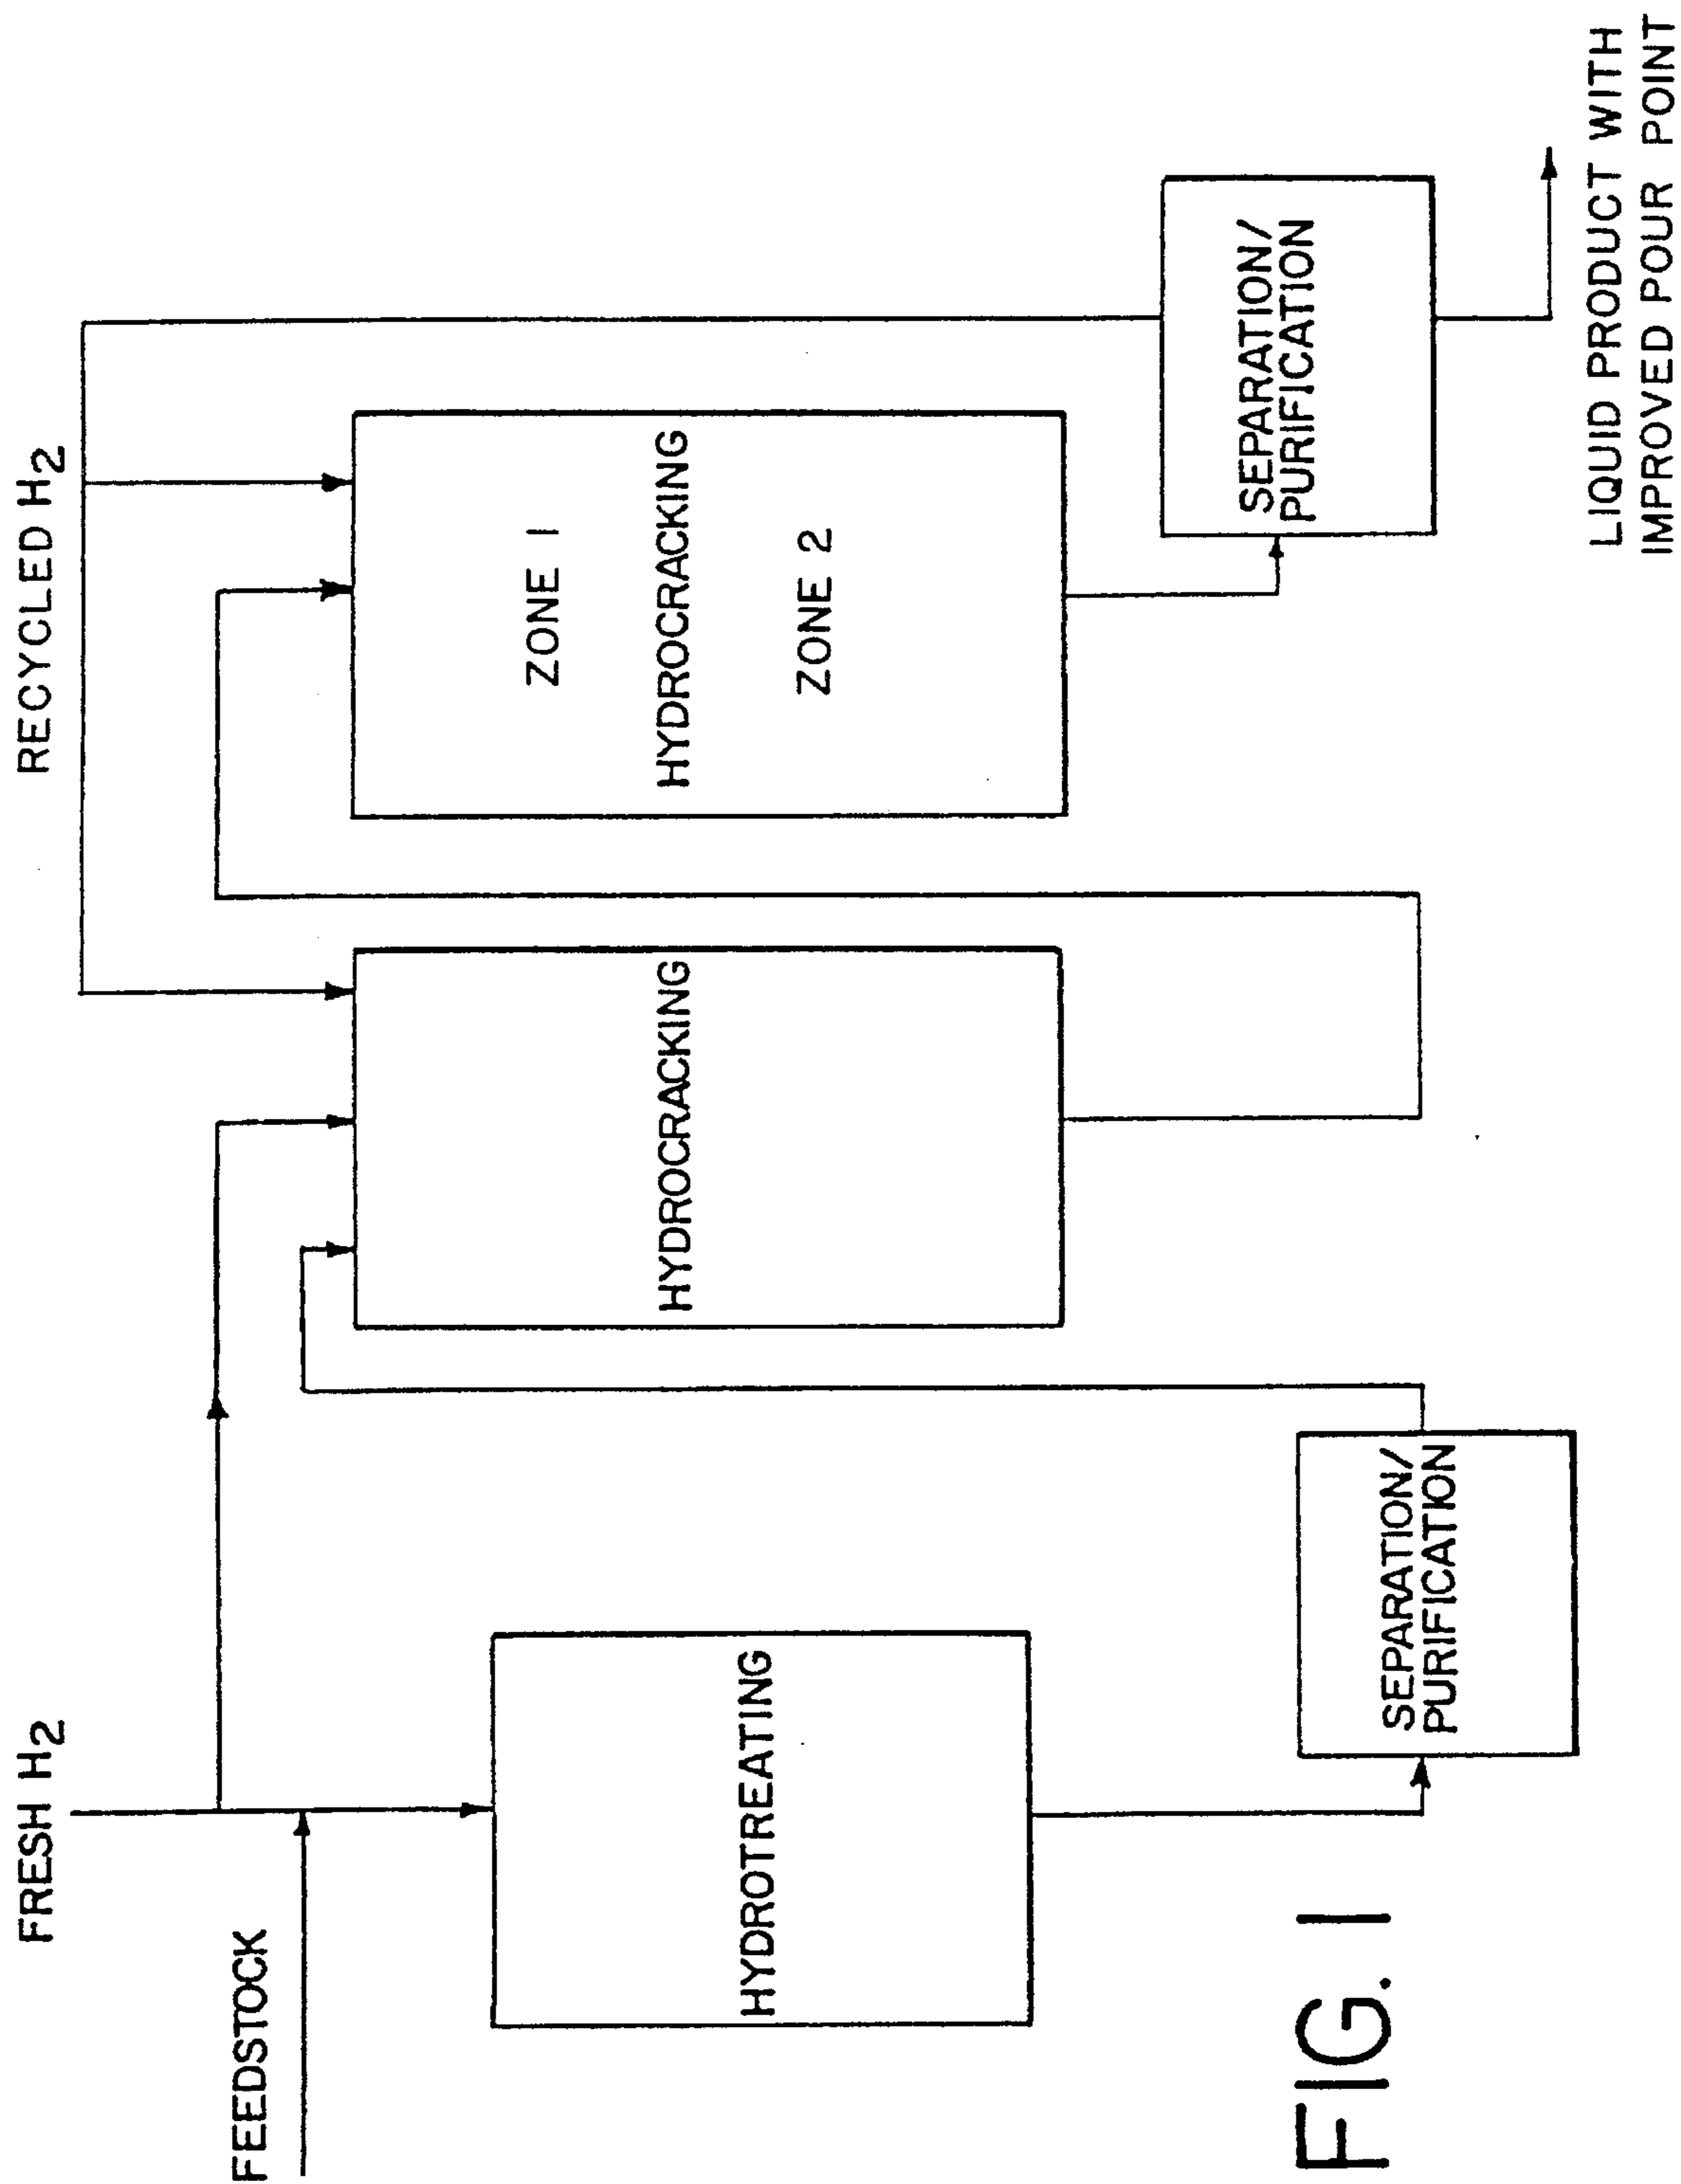 FRESH H2
RECYCLED H2
FEEDSTOCK
HYDROTREATING
SEPARATION/
PURIFICATION
HYDROCRACKING
ZONE 1
HYDROCRACKING
ZONE 2
SEPARATION/
PURIFICATION
LIQUID PRODUCT WITH
IMPROVED POUR POINT
FIG. 1